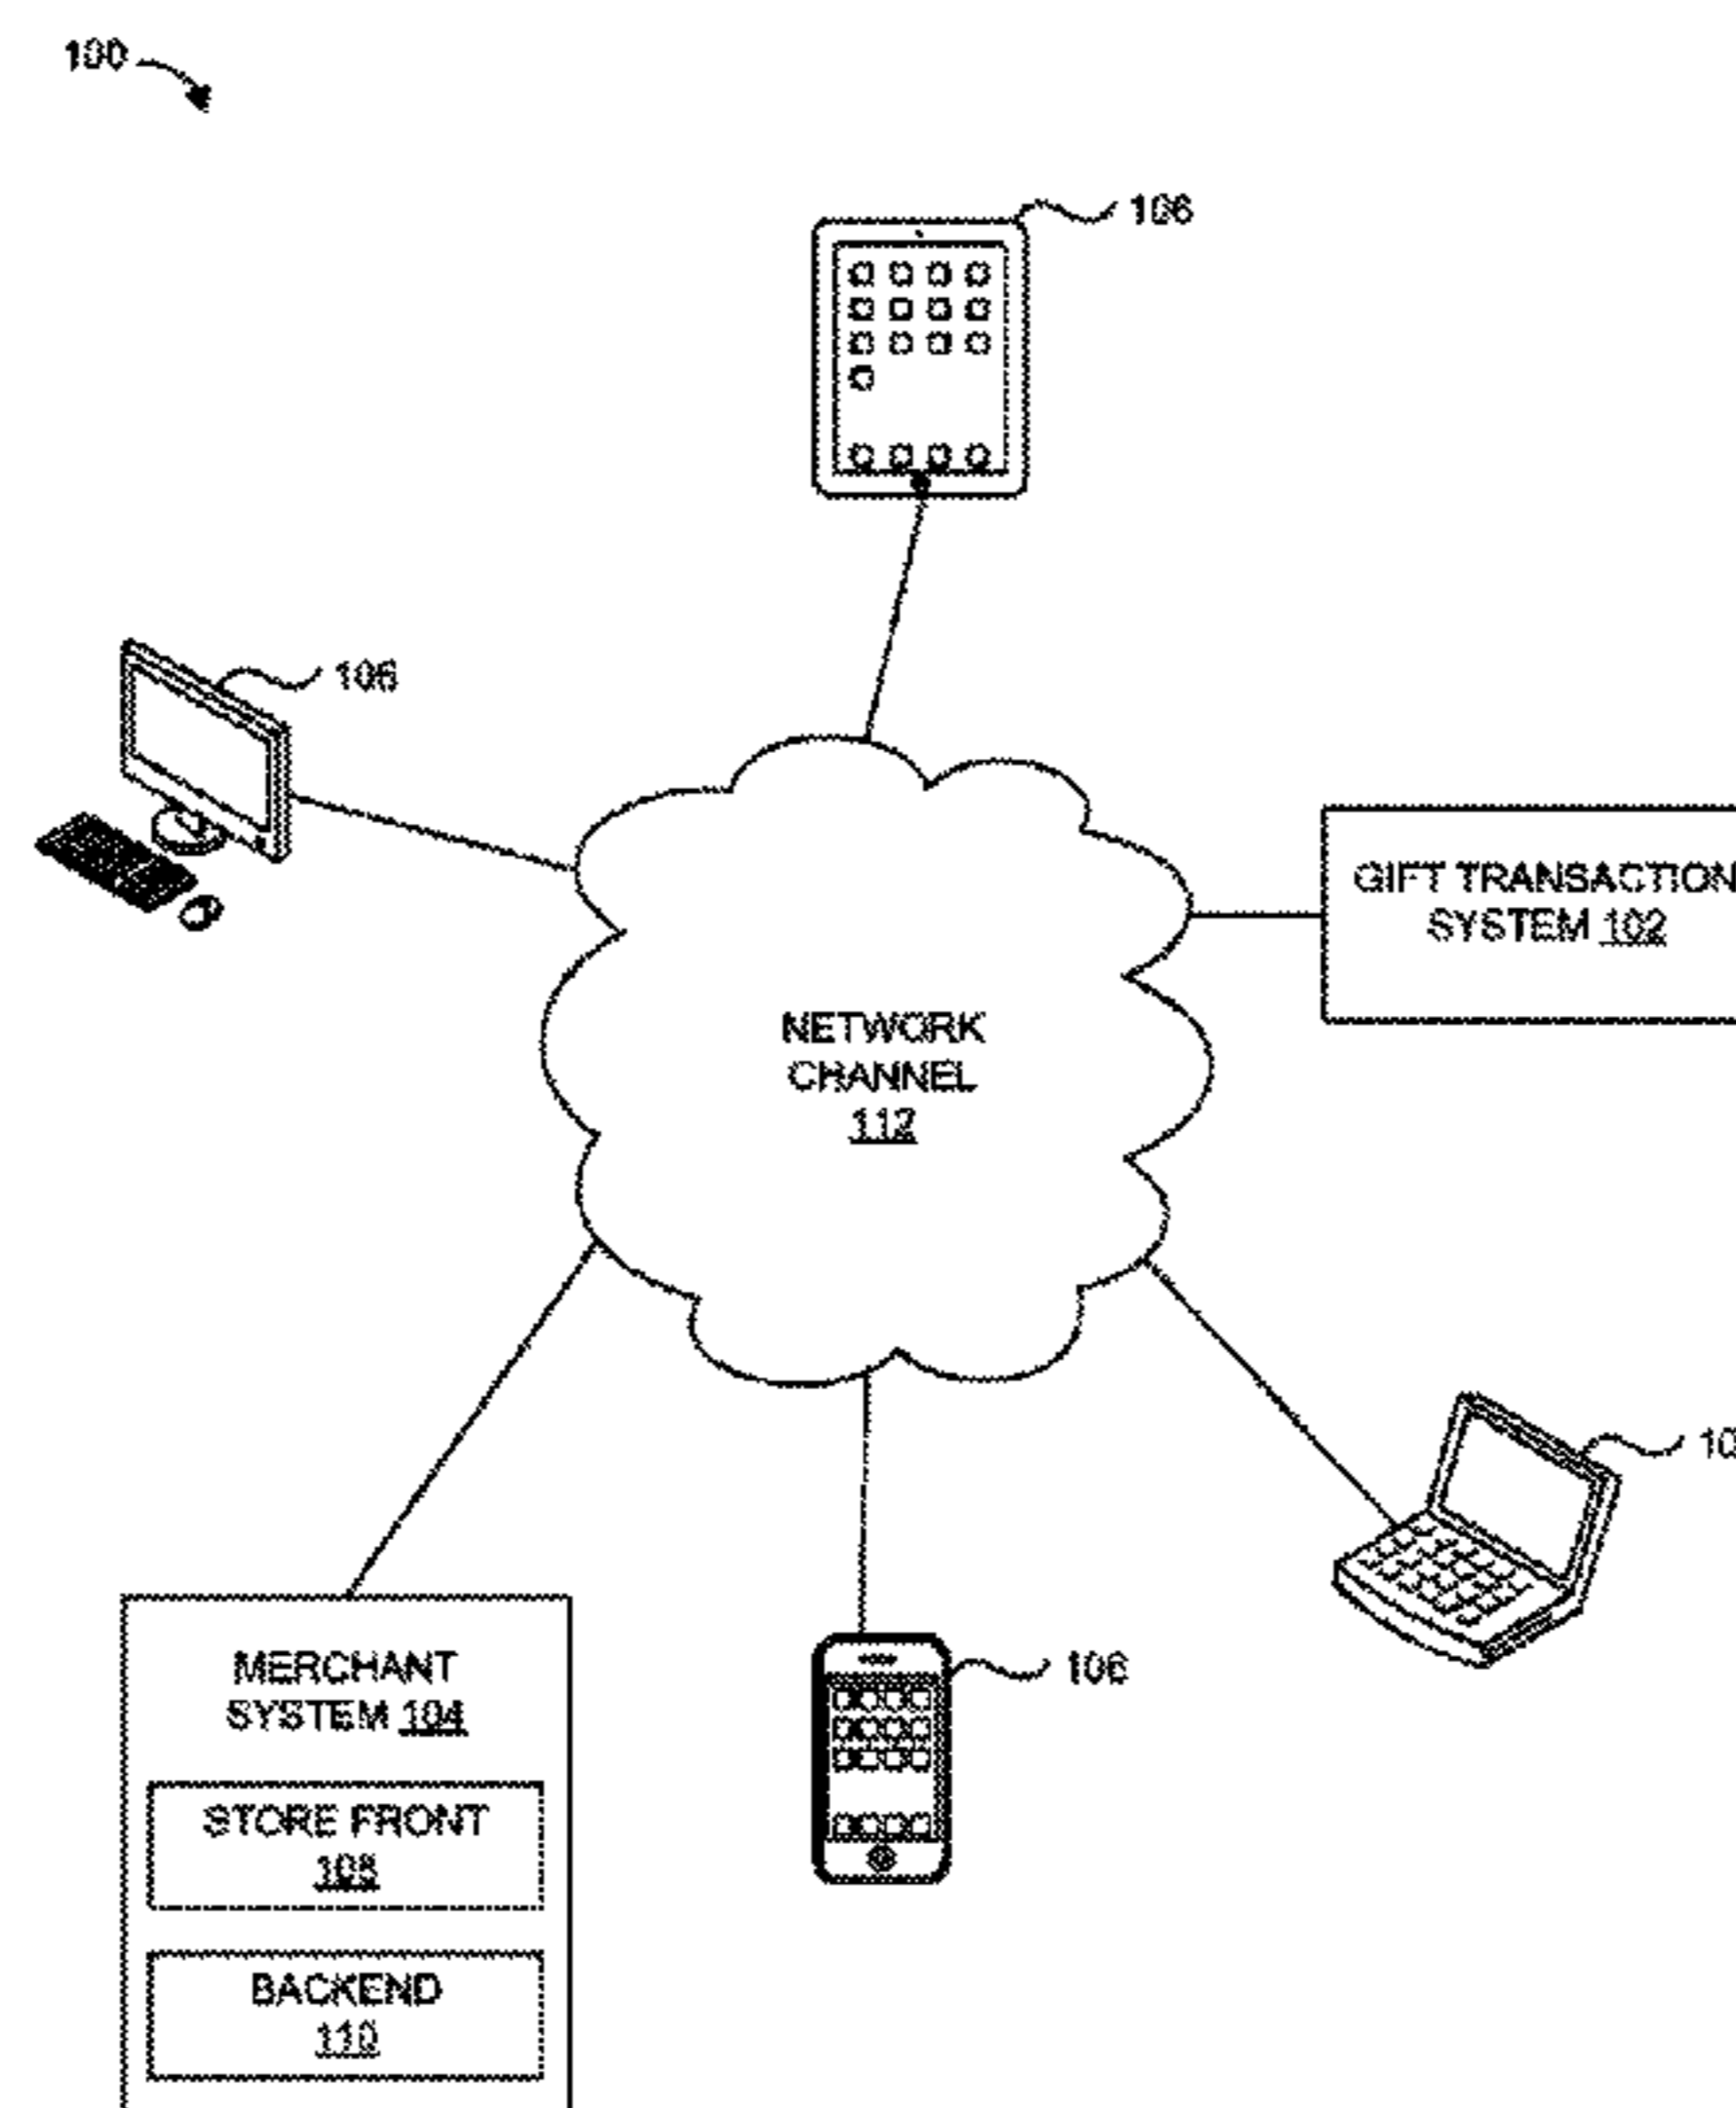 100
106
106
GIFT TRANSACTION
SYSTEM 102
NETWORK
CHANNEL
112
10
MERCHANT
SYSTEM 104
106
STORE FRONT
108
BACKEND
110